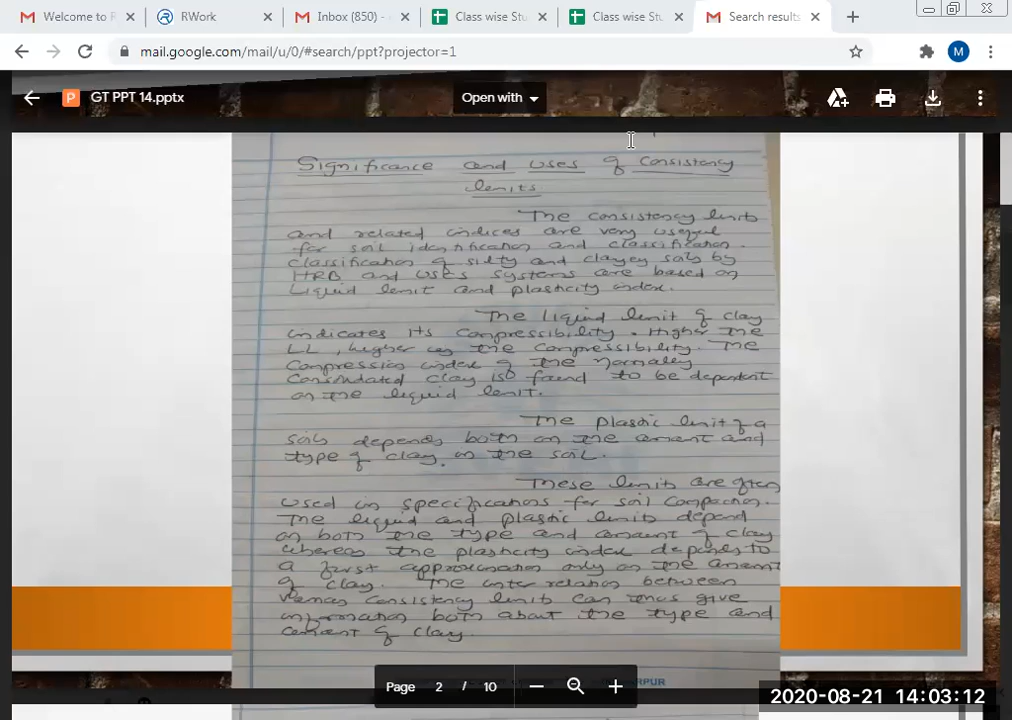 Welcome to R
RWork
Inbox (850) -
Class wise Stu
Class wise Stu
Search results
mail.google.com/mail/u/0/#search/ppt?projector=1
M
P GT PPT 14.pptx
Open with
Significance and uses of Consistency
limits
The consistency limits
and related indices are very useful
for soil identification and classification.
classification of silty and clayey soils by
HRB and uses systems are based on
Liquid limit and plasticity index.
The liquid limit of clay
indicates its compressibility. Higher the
LL, higher is the compressibility. The
Compression index of the normally
Consolidated clay is found to be dependent
on the liquid limit.
The plastic limit of a
soils depends both on the amount and
type of clay in the soil.
These limits are often
used in specifications for soil compaction.
The liquid and plastic limits depend
on both the type and amount of clay
whereas the plasticity index depends to
a first approximation only on the amount
of clay. The inter relation between
various consistency limits can thus give
information both about the type and
amount of clay.
Page 2 / 10
RPUR
2020-08-21 14:03:12